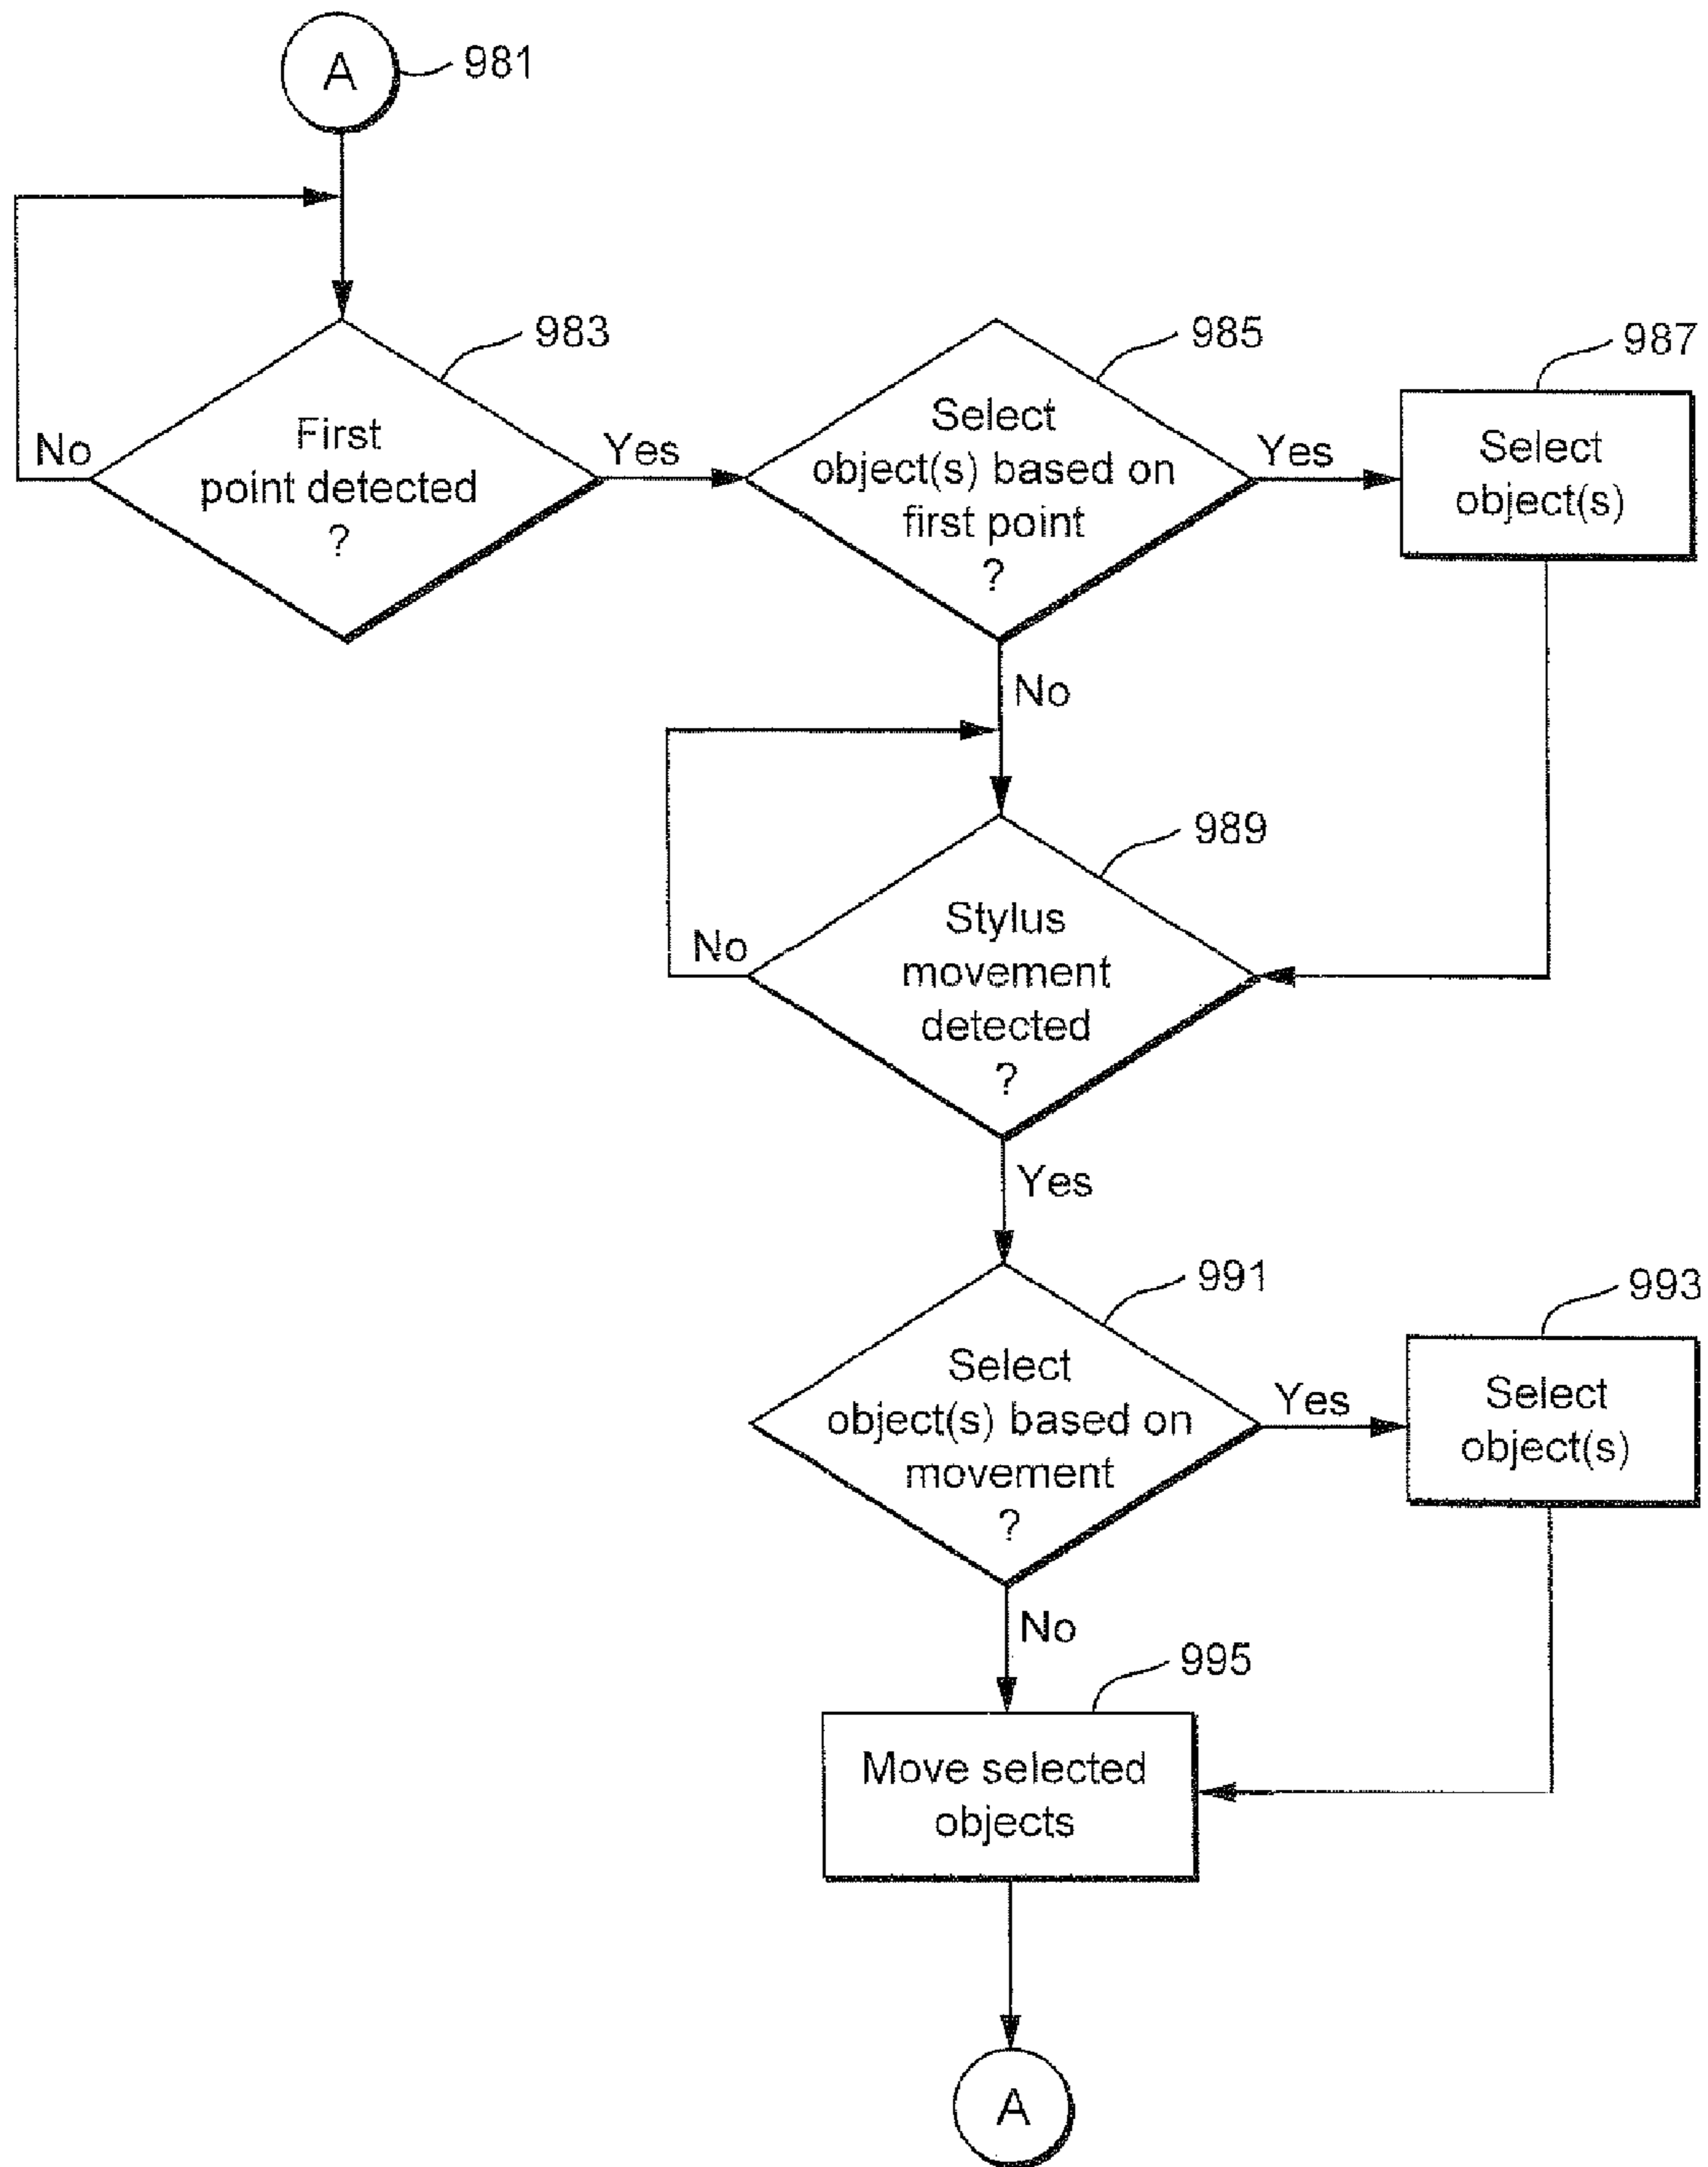 A
981
983
First
point detected
?
No
Yes
985
Select
object(s) based on
first point
?
Yes
987
Select
object(s)
No
989
Stylus
movement
detected
?
No
Yes
991
Select
object(s) based on
movement
?
Yes
993
Select
object(s)
No
995
Move selected
objects
A